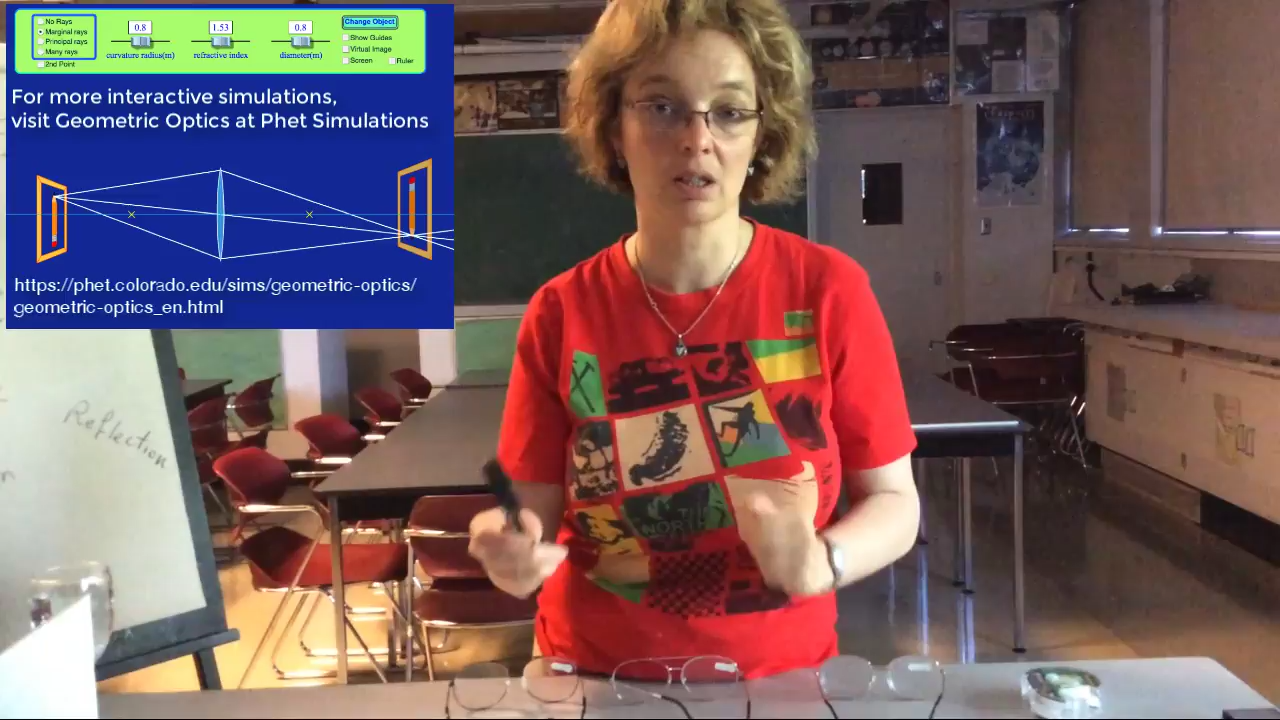 No Rays
Marginal rays
Principal rays
Many rays
2nd Point
0.8
curvature radius(m)
1.53
refractive index
0.8
diameter(m)
Change Object
Show Guides
Virtual Image
Screen
Ruler
For more interactive simulations,
visit Geometric Optics at Phet Simulations
https://phet.colorado.edu/sims/geometric-optics/
geometric-optics_en.html
Reflection